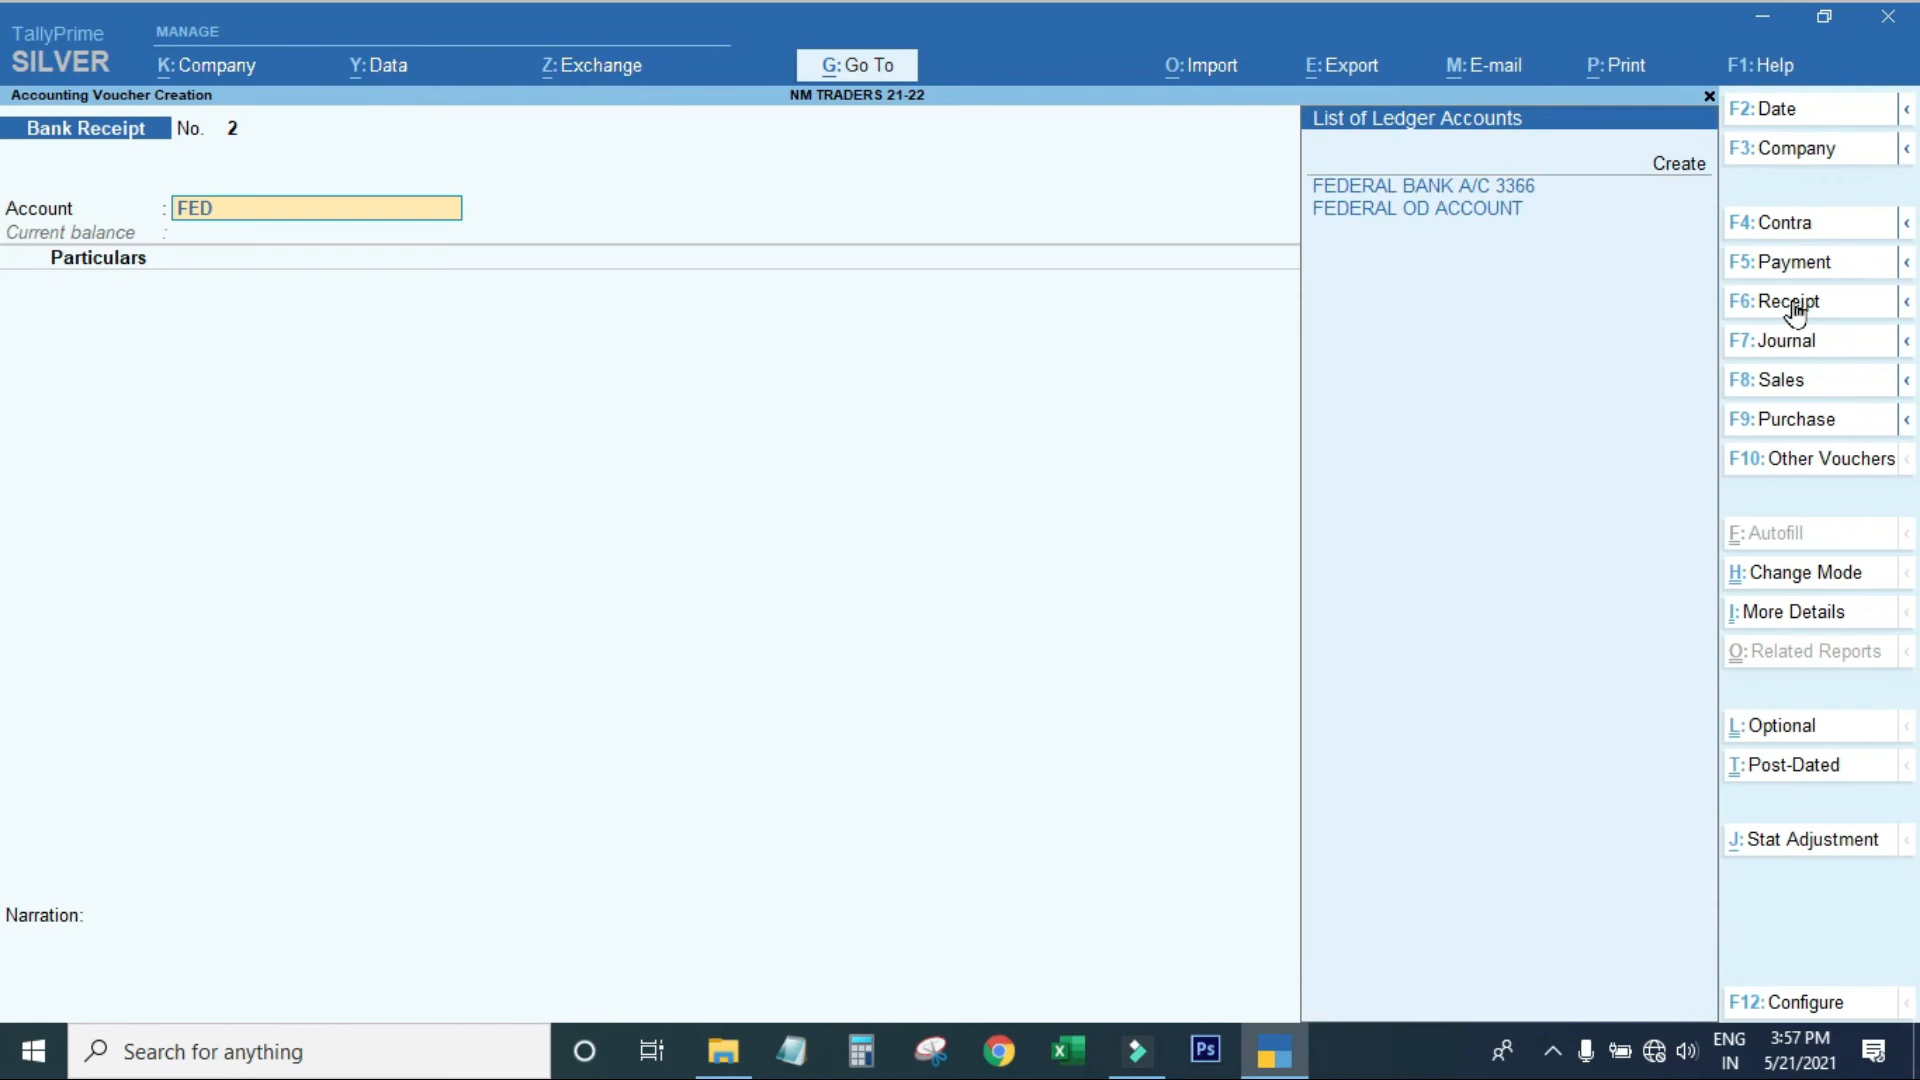 TallyPrime
SILVER
MANAGE
K: Company
Y: Data
Z: Exchange
G: Go To
O: Import
E: Export
M: E-mail
P: Print
F1: Help
Accounting Voucher Creation
NM TRADERS 21-22
Bank Receipt No. 2
Account : FED
Current balance :
Particulars
Narration:
List of Ledger Accounts
Create
FEDERAL BANK A/C 3366
FEDERAL OD ACCOUNT
F2: Date
F3: Company
F4: Contra
F5: Payment
F6: Receipt
F7: Journal
F8: Sales
F9: Purchase
F10: Other Vouchers
F: Autofill
H: Change Mode
I: More Details
O: Related Reports
L: Optional
T: Post-Dated
J: Stat Adjustment
F12: Configure
Search for anything
Ps
ENG
IN
3:57 PM
5/21/2021